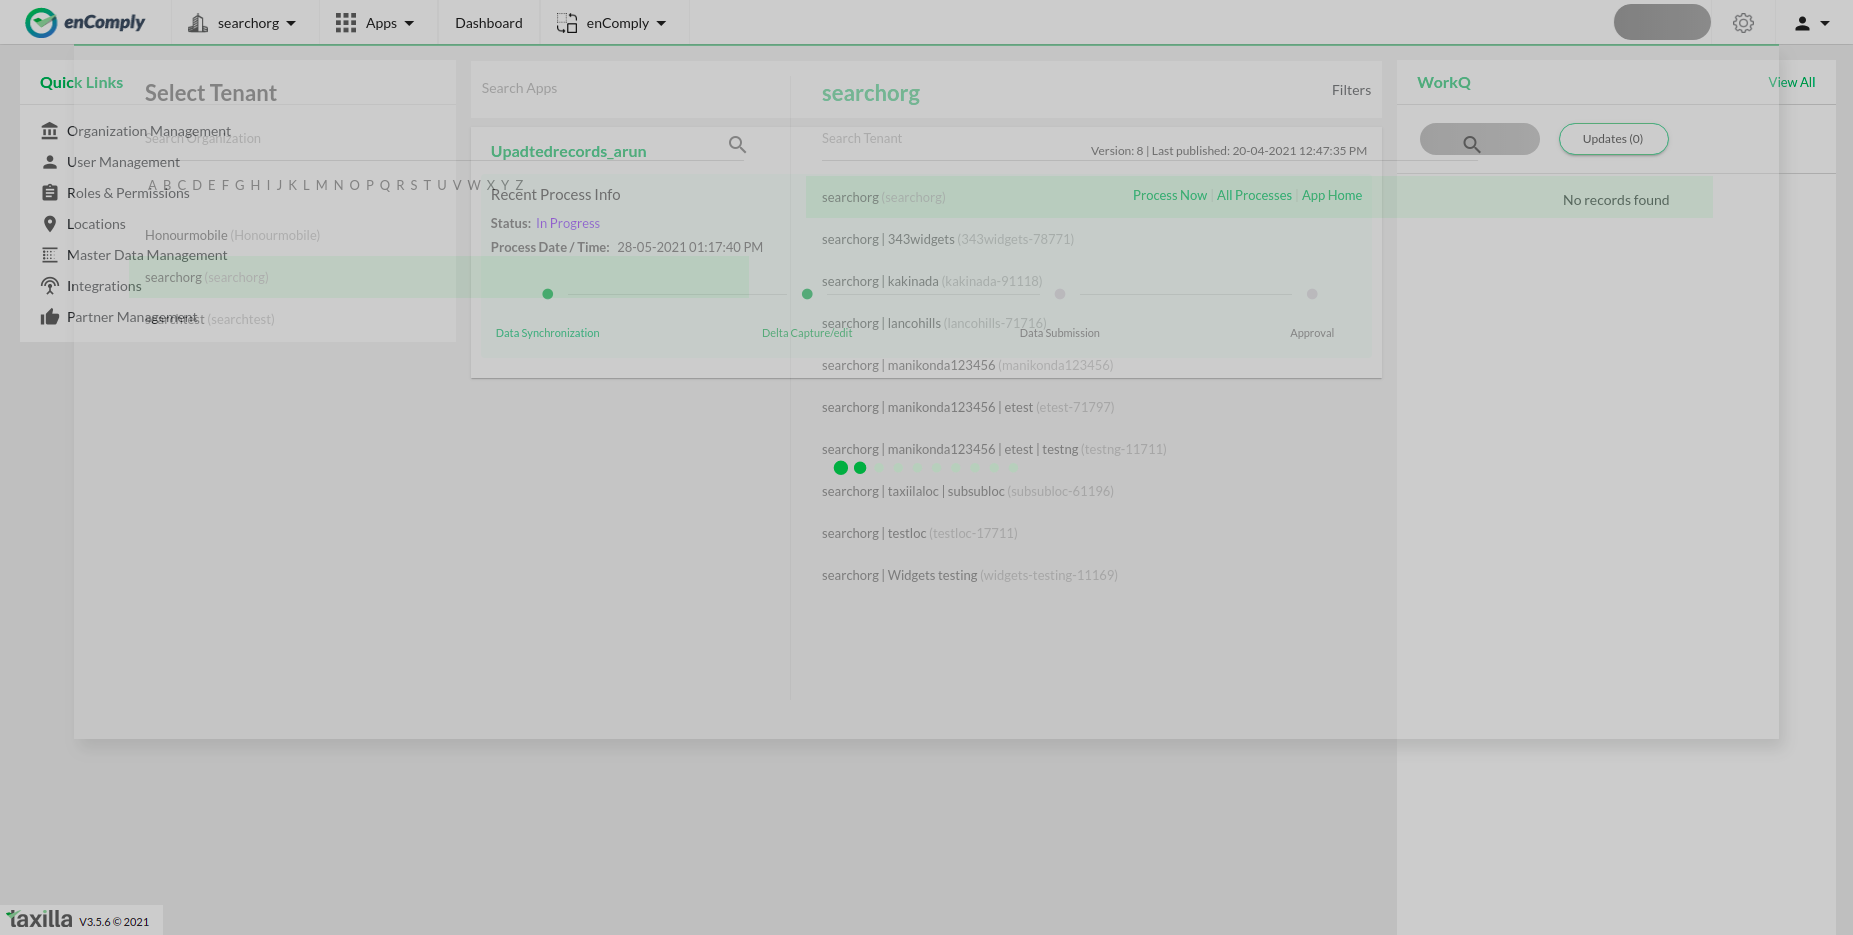 enComply
searchorg
Apps
Dashboard
enComply
Quick Links
Organization Management
User Management
Roles & Permissions
Locations
Master Data Management
Integrations
Partner Management
Select Tenant
Search Organization
A B C D E F G H I J K L M N O P Q R S T U V W X Y Z
Honourmobile (Honourmobile)
searchorg (searchorg)
searchtest (searchtest)
Search Apps
Filters
Upadtedrecords_arun
Version: 8 | Last published: 20-04-2021 12:47:35 PM
Recent Process Info
Process Now | All Processes | App Home
Status: In Progress
Process Date / Time: 28-05-2021 01:17:40 PM
Data Synchronization
Delta Capture/edit
Data Submission
Approval
searchorg
Search Tenant
searchorg (searchorg)
searchorg | 343widgets (343widgets-78771)
searchorg | kakinada (kakinada-91118)
searchorg | lancohills (lancohills-71716)
searchorg | manikonda123456 (manikonda123456)
searchorg | manikonda123456 | etest (etest-71797)
searchorg | manikonda123456 | etest | testng (testng-11711)
searchorg | taxiilaloc | subsubloc (subsubloc-61196)
searchorg | testloc (testloc-17711)
searchorg | Widgets testing (widgets-testing-11169)
WorkQ
View All
Updates (0)
No records found
taxilla V3.5.6 © 2021